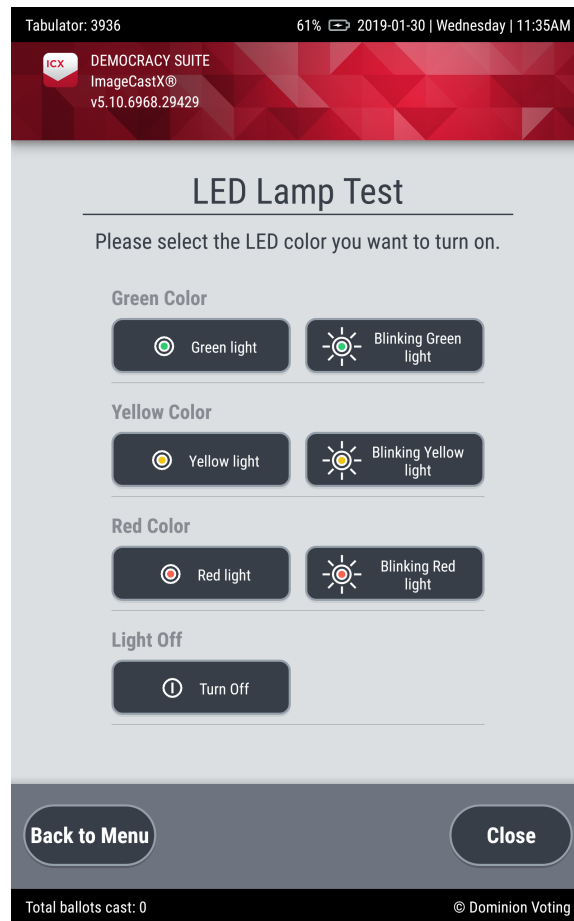 Tabulator: 3936 61% 2019-01-30 | Wednesday | 11:35AM
ICX
DEMOCRACY SUITE
ImageCastX®
v5.10.6968.29429
LED Lamp Test
Please select the LED color you want to turn on.
Green Color
Green light
Blinking Green
light
Yellow Color
Yellow light
Blinking Yellow
light
Red Color
Red light
Blinking Red
light
Light Off
Turn Off
Back to Menu
Close
Total ballots cast: 0 © Dominion Voting